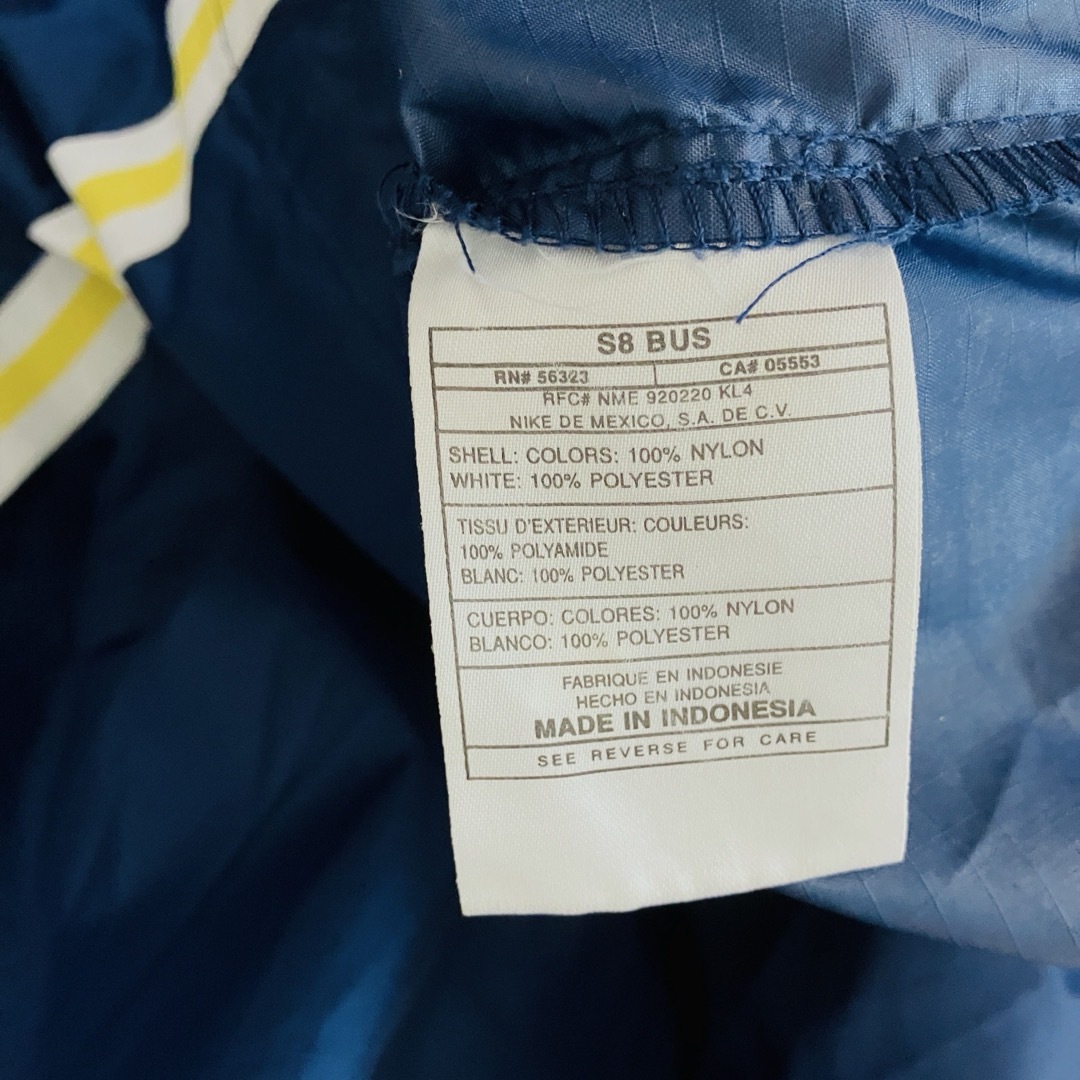 S8 BUS
RN# 56323 CA# 05553
RFC# NME 920220 KL4
NIKE DE MEXICO, S.A. DE C.V.
SHELL: COLORS: 100% NYLON
WHITE: 100% POLYESTER
TISSU D'EXTERIEUR: COULEURS:
100% POLYAMIDE
BLANC: 100% POLYESTER
CUERPO: COLORES: 100% NYLON
BLANCO: 100% POLYESTER
FABRIQUE EN INDONESIE
HECHO EN INDONESIA
MADE IN INDONESIA
SEE REVERSE FOR CARE